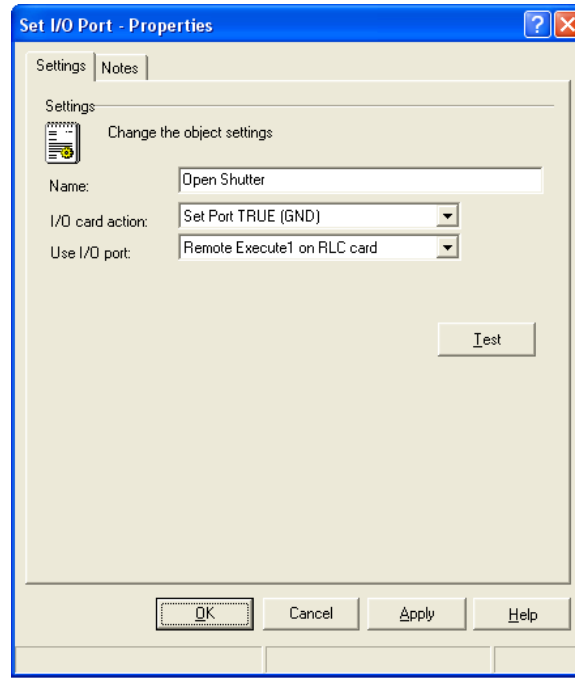 Set I/O Port - Properties
Settings Notes
Settings
Change the object settings
Name: Open Shutter
I/O card action: Set Port TRUE (GND)
Use I/O port: Remote Execute1 on RLC card
Test
OK Cancel Apply Help